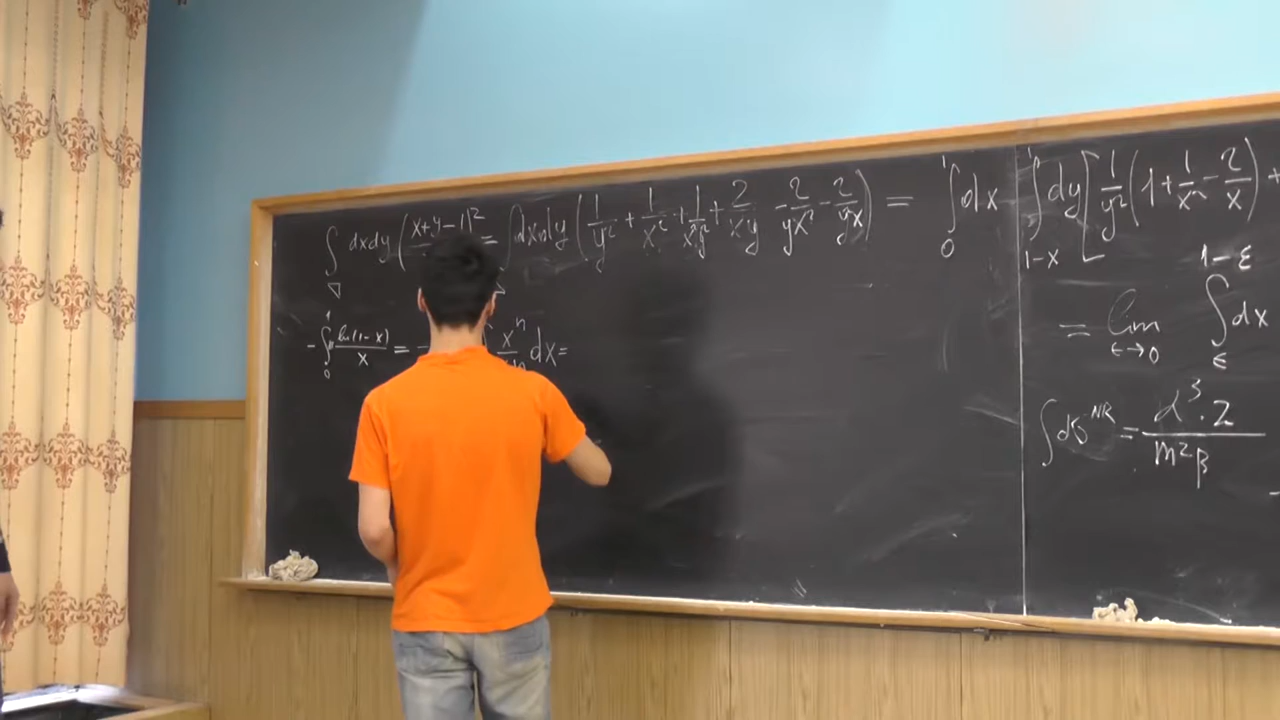 ∫ dxdy (x+y-1)² = ∫dxdy (1/y² + 1/x² + 1/x²y² + 2/xy - 2/yx² - 2/y²x) = ∫₀¹ dx ∫₁₋ₓ¹ dy [1/y² (1 + 1/x² - 2/x) +
▽
- ∫₀¹ ln(1-x)/x = - xⁿ dx =
= lim ε→0 ∫_ε^(1-ε) dx
∫dσ^NR = α³·2 / m²β